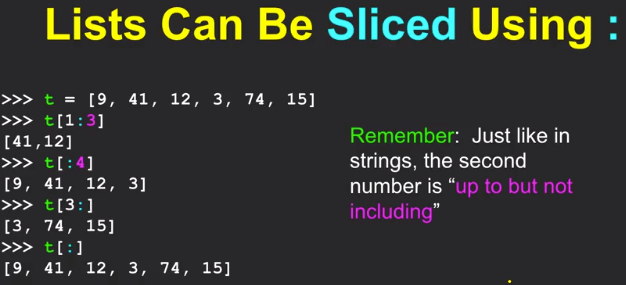 Lists Can Be Sliced Using :
>>> t = [9, 41, 12, 3, 74, 15]
>>> t[1:3]
[41,12]
>>> t[:4]
[9, 41, 12, 3]
>>> t[3:]
[3, 74, 15]
>>> t[:]
[9, 41, 12, 3, 74, 15]
Remember: Just like in
strings, the second
number is “up to but not
including”